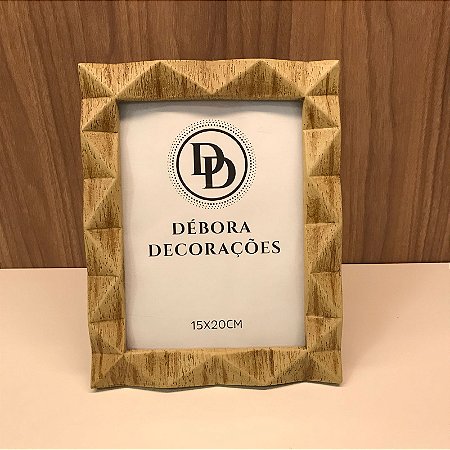 DD
DÉBORA
DECORAÇÕES
15X20CM